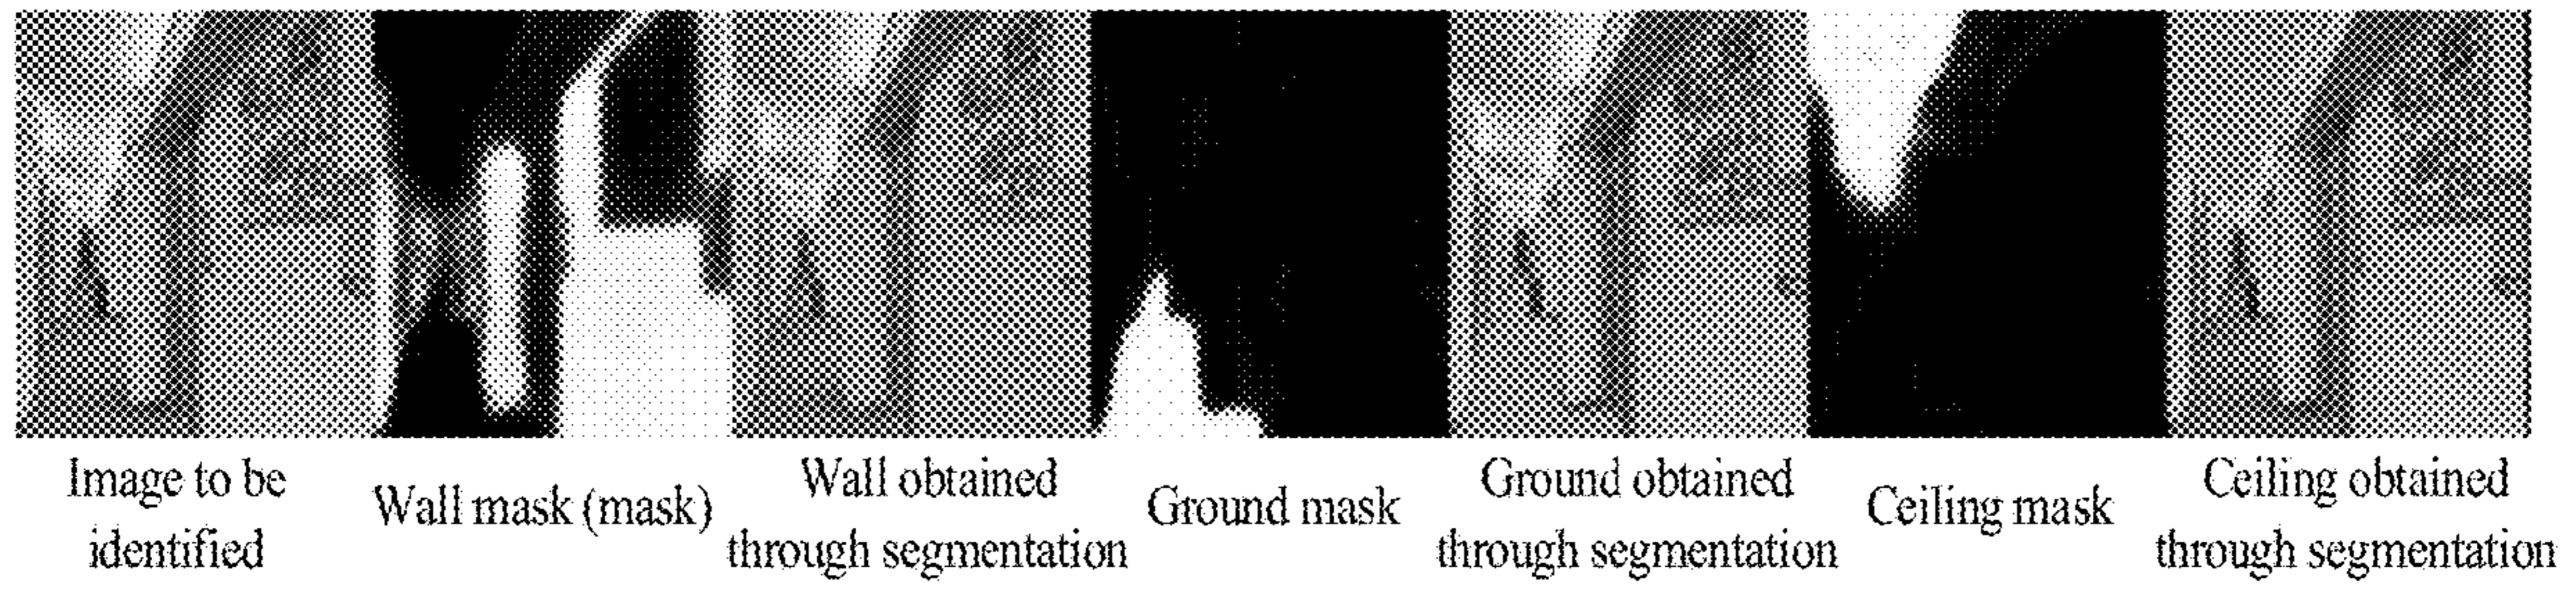 Image to be
identified
Wall mask (mask)
Wall obtained
through segmentation
Ground mask
Ground obtained
through segmentation
Ceiling mask
Ceiling obtained
through segmentation